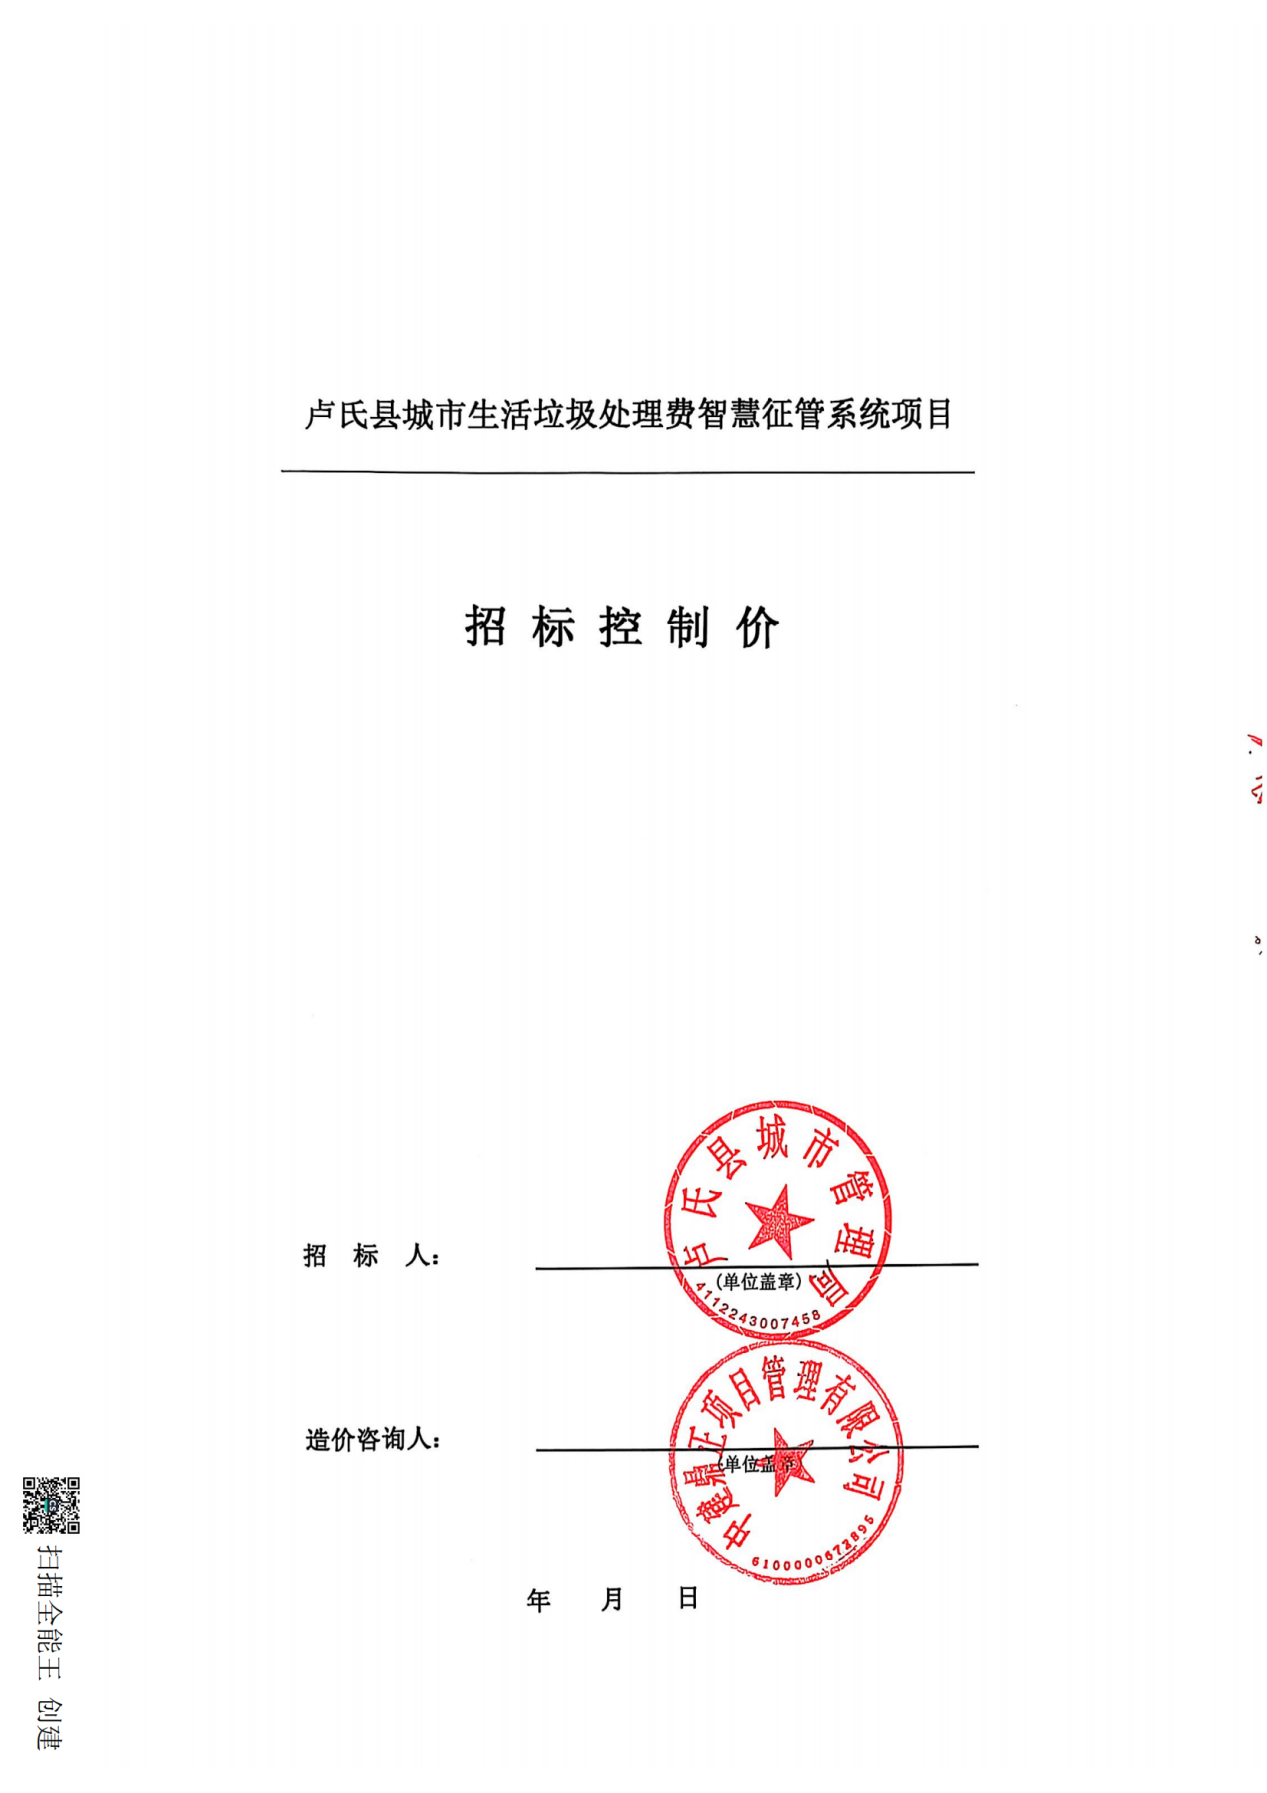 卢氏县城市生活垃圾处理费智慧征管系统项目
招标控制价
卢氏县城市管理局
招 标 人：
(单位盖章)
4112243007458
中建鼎正项目管理有限公司
造价咨询人：
(单位盖章)
6100000672895
年 月 日
扫描全能王 创建